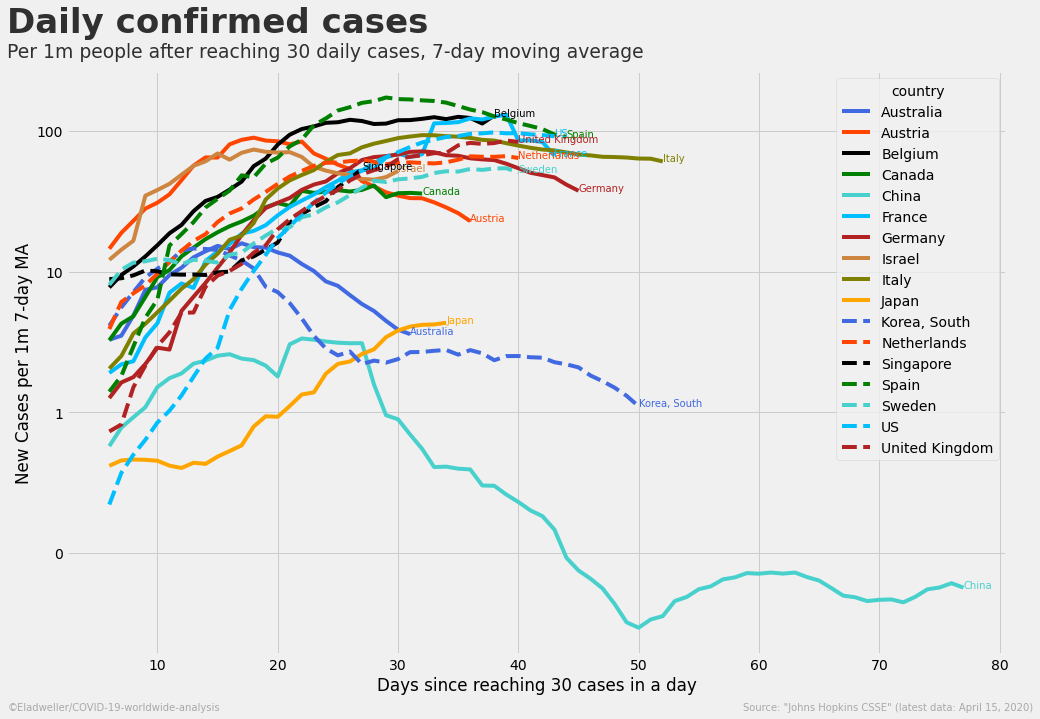 Daily confirmed cases
Per 1m people after reaching 30 daily cases, 7-day moving average
country
Australia
Austria
Belgium
Canada
China
France
Germany
Israel
Italy
Japan
Korea, South
Netherlands
Singapore
Spain
Sweden
US
United Kingdom
New Cases per 1m 7-day MA
100
10
1
0
Belgium
US
Spain
United Kingdom
Netherlands
Italy
Singapore
Israel
Sweden
Germany
Canada
Austria
Japan
Australia
Korea, South
China
10 20 30 40 50 60 70 80
Days since reaching 30 cases in a day
©Eladweller/COVID-19-worldwide-analysis
Source: "Johns Hopkins CSSE" (latest data: April 15, 2020)